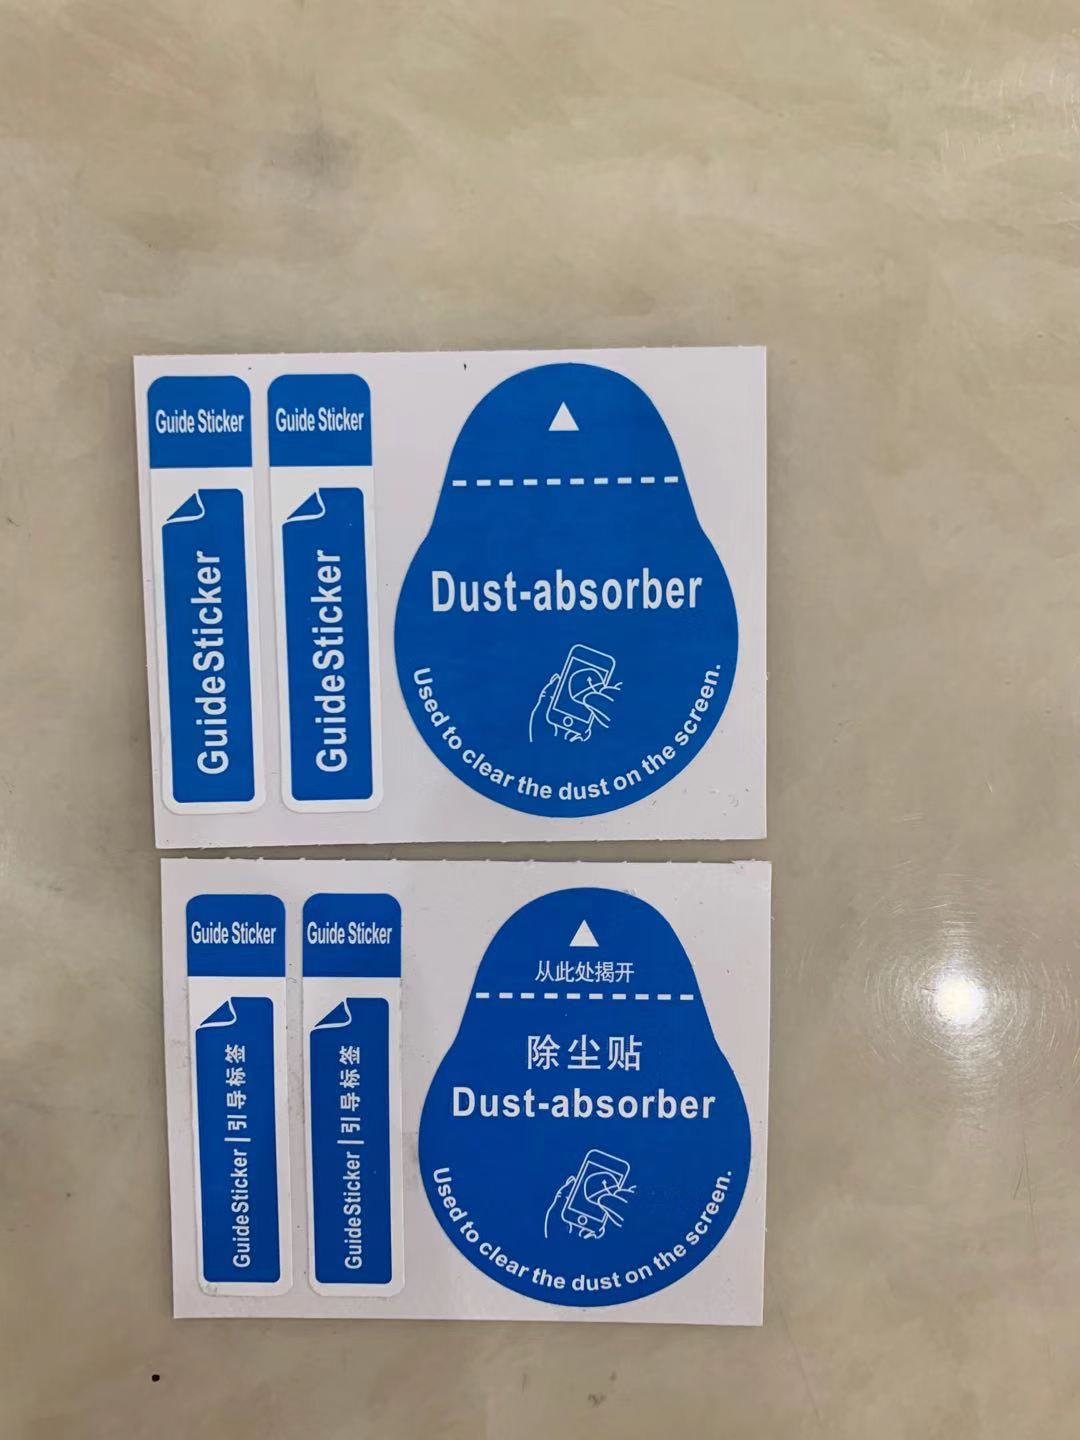 Guide Sticker
GuideSticker
Guide Sticker
GuideSticker
Dust-absorber
Used to clear the dust on the screen.
Guide Sticker
GuideSticker | 引导标签
Guide Sticker
GuideSticker | 引导标签
从此处揭开
除尘贴
Dust-absorber
Used to clear the dust on the screen.